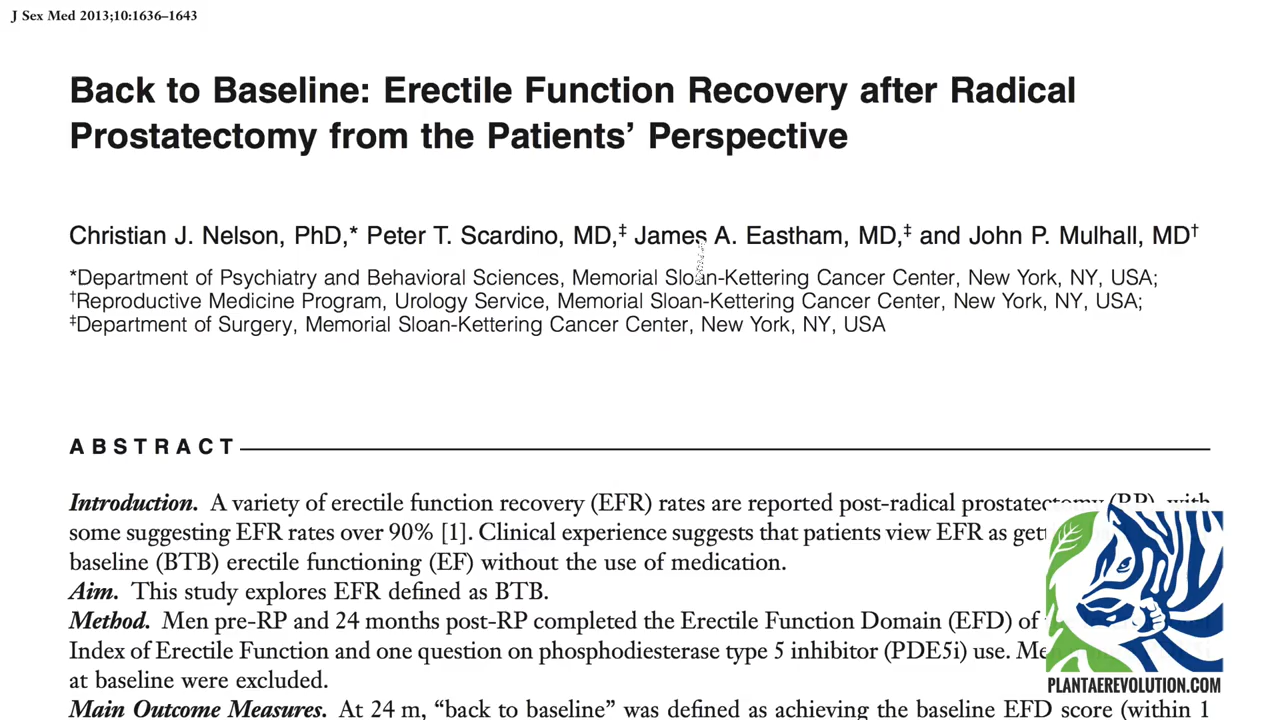 J Sex Med 2013;10:1636–1643
Back to Baseline: Erectile Function Recovery after Radical
Prostatectomy from the Patients’ Perspective
Christian J. Nelson, PhD,* Peter T. Scardino, MD,‡ James A. Eastham, MD,‡ and John P. Mulhall, MD†
*Department of Psychiatry and Behavioral Sciences, Memorial Sloan-Kettering Cancer Center, New York, NY, USA;
†Reproductive Medicine Program, Urology Service, Memorial Sloan-Kettering Cancer Center, New York, NY, USA;
‡Department of Surgery, Memorial Sloan-Kettering Cancer Center, New York, NY, USA
ABSTRACT
Introduction. A variety of erectile function recovery (EFR) rates are reported post-radical prostatectomy (RP), with
some suggesting EFR rates over 90% [1]. Clinical experience suggests that patients view EFR as
baseline (BTB) erectile functioning (EF) without the use of medication.
Aim. This study explores EFR defined as BTB.
Method. Men pre-RP and 24 months post-RP completed the Erectile Function Domain (EFD) of
Index of Erectile Function and one question on phosphodiesterase type 5 inhibitor (PDE5i) use.
at baseline were excluded.
Main Outcome Measures. At 24 m, “back to baseline” was defined as achieving the baseline EFD score (within 1
PLANTAEREVOLUTION.COM